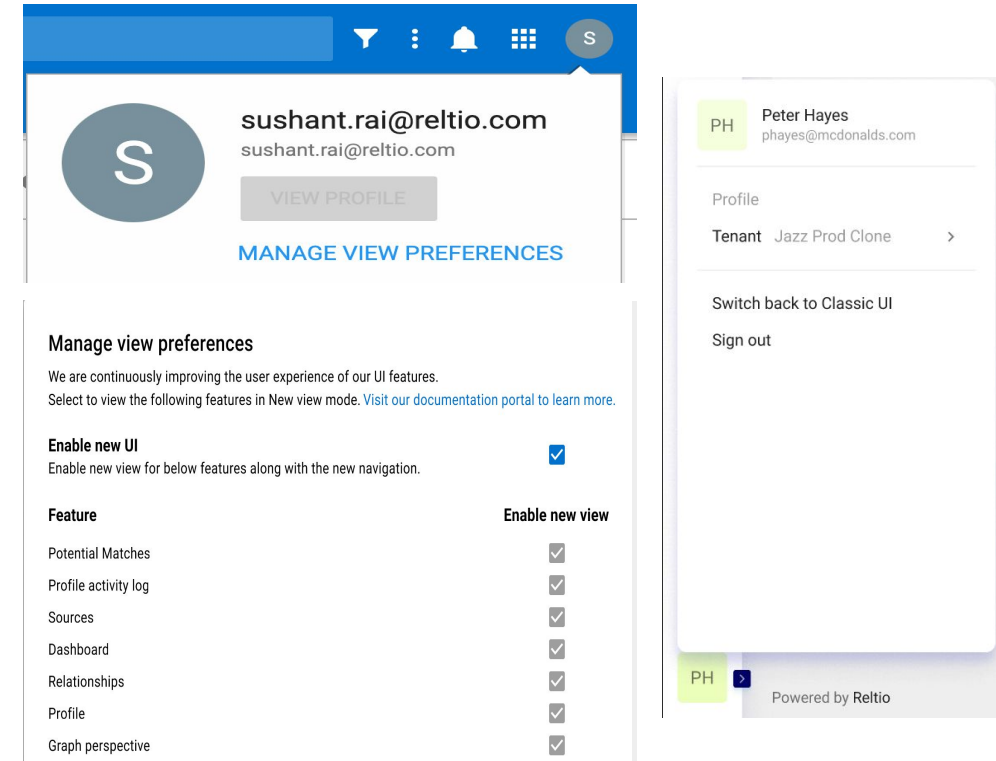 S
sushant.rai@reltio.com
sushant.rai@reltio.com
S
VIEW PROFILE
MANAGE VIEW PREFERENCES
Manage view preferences
We are continuously improving the user experience of our UI features.
Select to view the following features in New view mode. Visit our documentation portal to learn more.
Enable new UI
Enable new view for below features along with the new navigation.
Feature Enable new view
Potential Matches
Profile activity log
Sources
Dashboard
Relationships
Profile
Graph perspective
PH
Peter Hayes
phayes@mcdonalds.com
Profile
Tenant Jazz Prod Clone
Switch back to Classic UI
Sign out
PH
Powered by Reltio